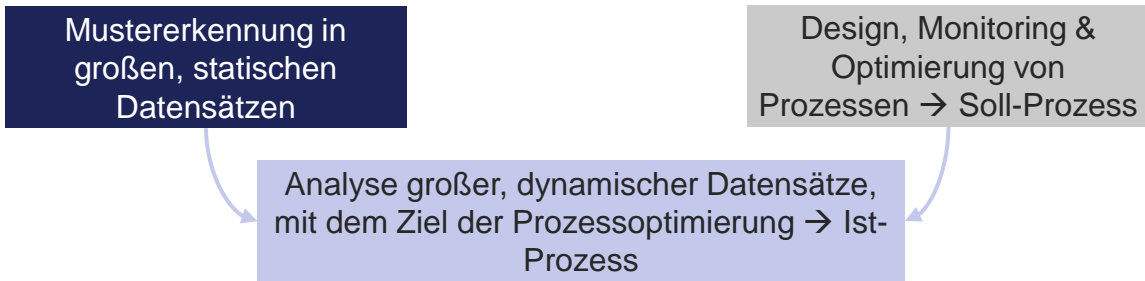 Mustererkennung in
großen, statischen
Datensätzen
Design, Monitoring &
Optimierung von
Prozessen → Soll-Prozess
Analyse großer, dynamischer Datensätze,
mit dem Ziel der Prozessoptimierung → Ist-
Prozess